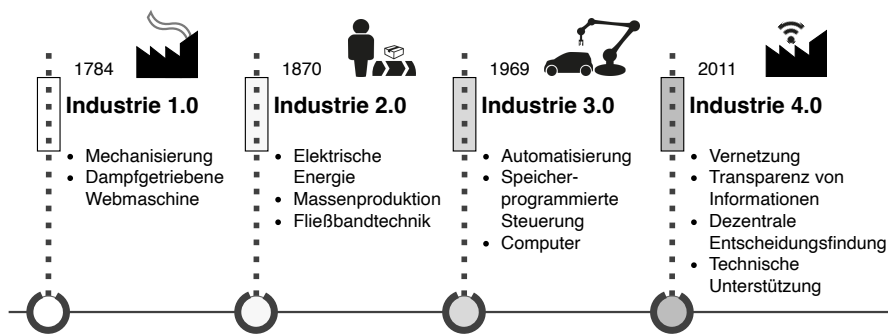 1784
Industrie 1.0
• Mechanisierung
• Dampfgetriebene
Webmaschine
1870
Industrie 2.0
• Elektrische
Energie
• Massenproduktion
• Fließbandtechnik
1969
Industrie 3.0
• Automatisierung
• Speicher-
programmierte
Steuerung
• Computer
2011
Industrie 4.0
• Vernetzung
• Transparenz von
Informationen
• Dezentrale
Entscheidungsfindung
• Technische
Unterstützung